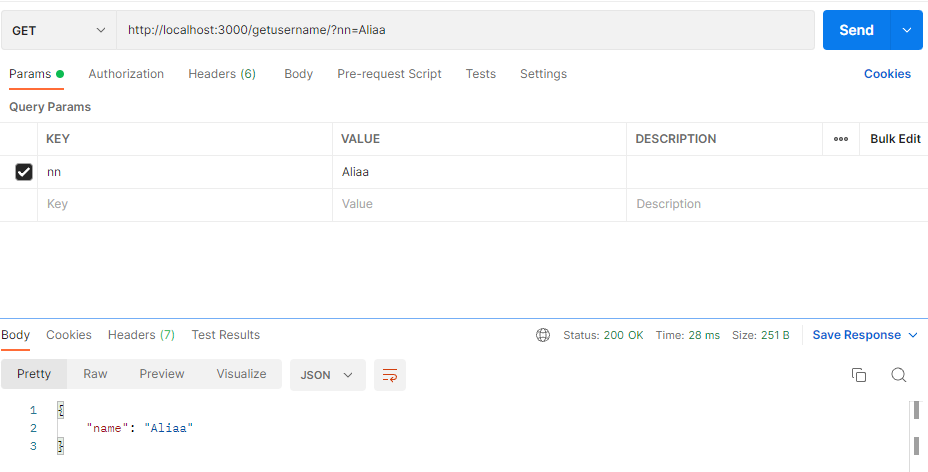 GET http://localhost:3000/getusername/?nn=Aliaa Send
Params Authorization Headers (6) Body Pre-request Script Tests Settings Cookies
Query Params
KEY VALUE DESCRIPTION ooo Bulk Edit
nn Aliaa
Key Value Description
Body Cookies Headers (7) Test Results Status: 200 OK Time: 28 ms Size: 251 B Save Response
Pretty Raw Preview Visualize JSON
1 {
2 "name": "Aliaa"
3 }